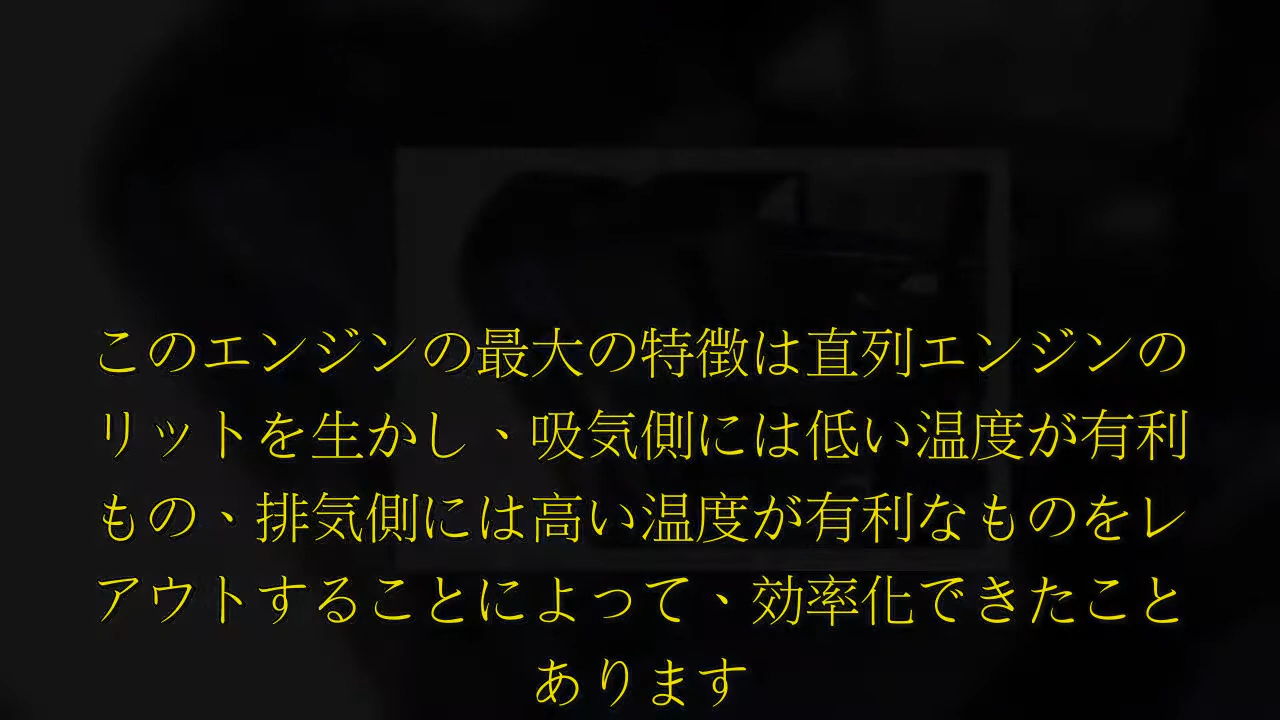 このエンジンの最大の特徴は直列エンジンの
リットを生かし、吸気側には低い温度が有利
もの、排気側には高い温度が有利なものをレ
アウトすることによって、効率化できたこと
あります